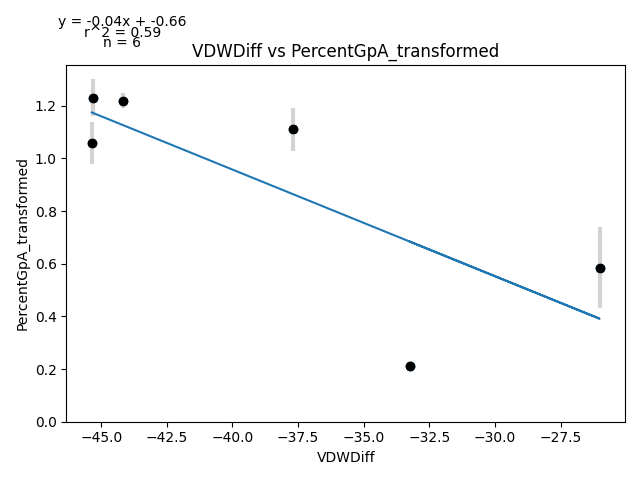 y = -0.04x + -0.66
r^2 = 0.59
n = 6
VDWDiff vs PercentGpA_transformed
PercentGpA_transformed
1.2
1.0
0.8
0.6
0.4
0.2
0.0
−45.0 −42.5 −40.0 −37.5 −35.0 −32.5 −30.0 −27.5
VDWDiff